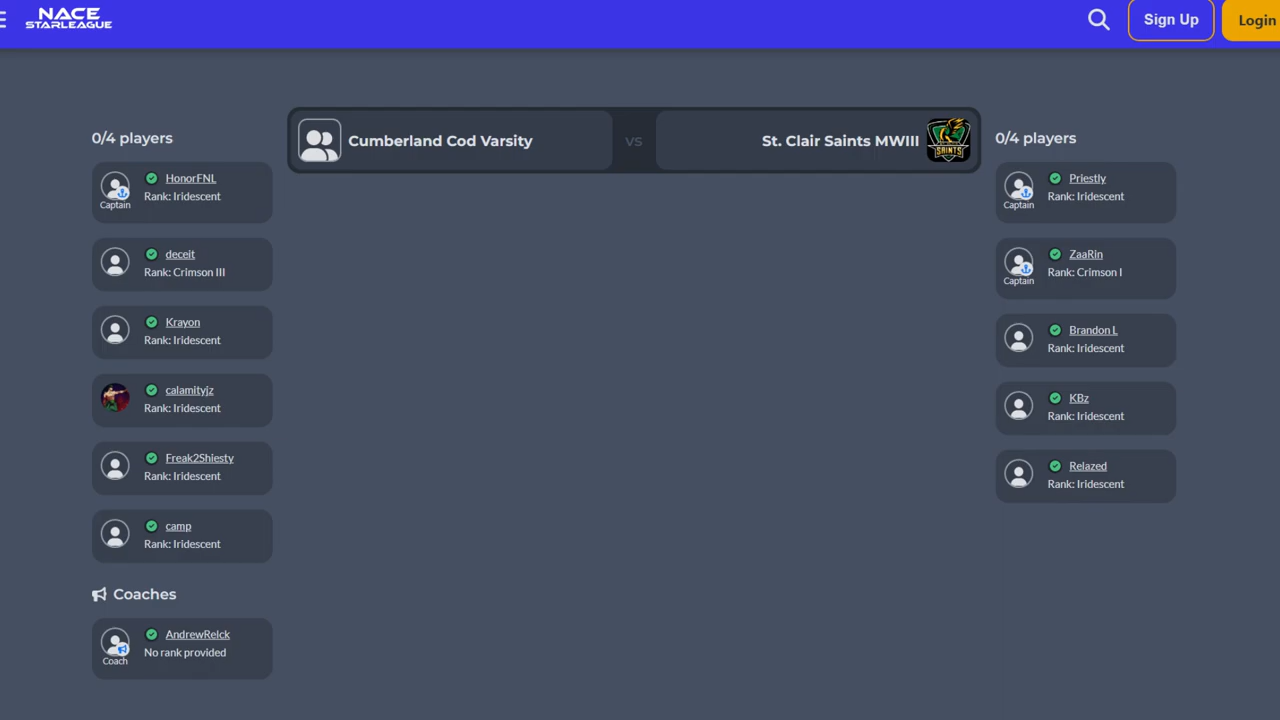 NACE
STARLEAGUE
Sign Up
Login
0/4 players
HonorFNL
Rank: Iridescent
Captain
deceit
Rank: Crimson III
Krayon
Rank: Iridescent
calamityjz
Rank: Iridescent
Freak2Shiesty
Rank: Iridescent
camp
Rank: Iridescent
Coaches
AndrewRelck
No rank provided
Coach
Cumberland Cod Varsity
VS
St. Clair Saints MWIII
SAINTS
0/4 players
Priestly
Rank: Iridescent
Captain
ZaaRin
Rank: Crimson I
Captain
Brandon L
Rank: Iridescent
KBz
Rank: Iridescent
Relazed
Rank: Iridescent